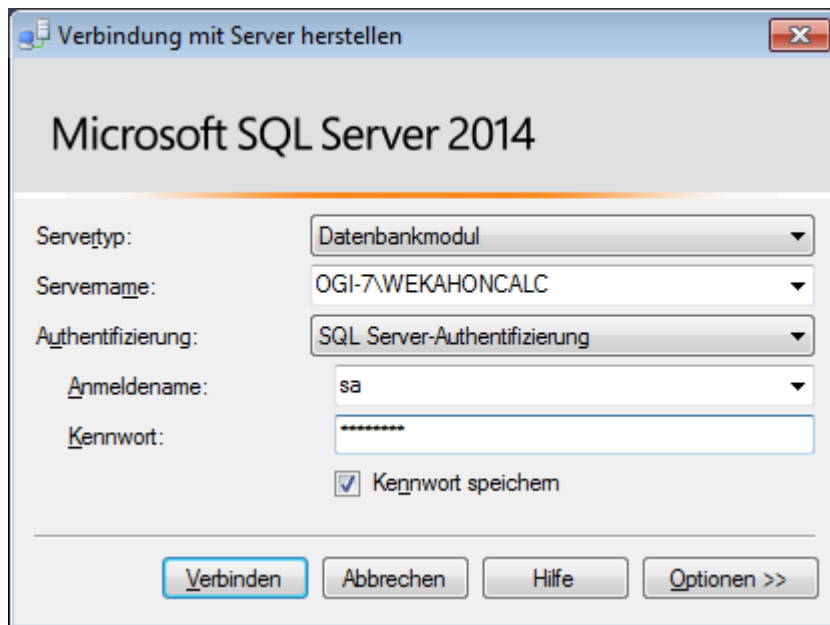 Verbindung mit Server herstellen
Microsoft SQL Server 2014
Servertyp: Datenbankmodul
Servername: OGI-7\WEKAHONCALC
Authentifizierung: SQL Server-Authentifizierung
Anmeldename: sa
Kennwort: ********
Kennwort speichern
Verbinden Abbrechen Hilfe Optionen >>